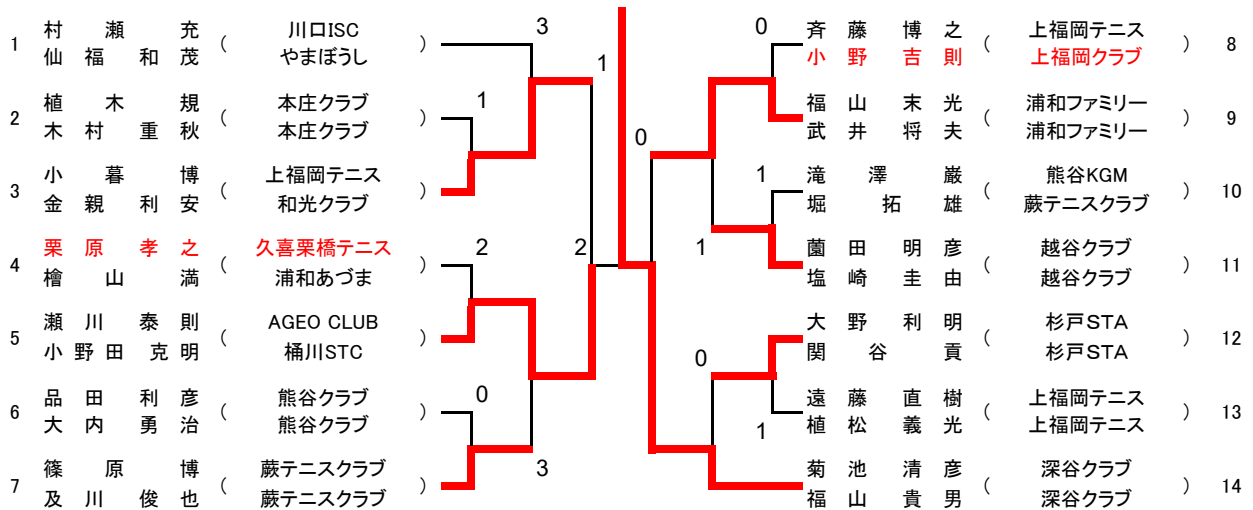 村瀬充 ( 川口ISC )
1
仙福和茂 やまぼうし
3
植木規 ( 本庄クラブ )
2
木村重秋 本庄クラブ
1
小暮博 ( 上福岡テニス )
3
金親利安 和光クラブ
1
栗原孝之 ( 久喜栗橋テニス )
4
檜山満 浦和あづま
2
瀬川泰則 ( AGEO CLUB )
5
小野田克明 桶川STC
2
品田利彦 ( 熊谷クラブ )
6
大内勇治 熊谷クラブ
0
篠原博 ( 蕨テニスクラブ )
7
及川俊也 蕨テニスクラブ
3
0
斉藤博之 ( 上福岡テニス )
8
小野吉則 上福岡クラブ
福山末光 ( 浦和ファミリー )
9
武井将夫 浦和ファミリー
0
1
滝澤巌 ( 熊谷KGM )
10
堀拓雄 蕨テニスクラブ
1
薗田明彦 ( 越谷クラブ )
11
塩崎圭由 越谷クラブ
大野利明 ( 杉戸STA )
12
関谷貢 杉戸STA
0
遠藤直樹 ( 上福岡テニス )
13
植松義光 上福岡テニス
1
菊池清彦 ( 深谷クラブ )
14
福山貴男 深谷クラブ